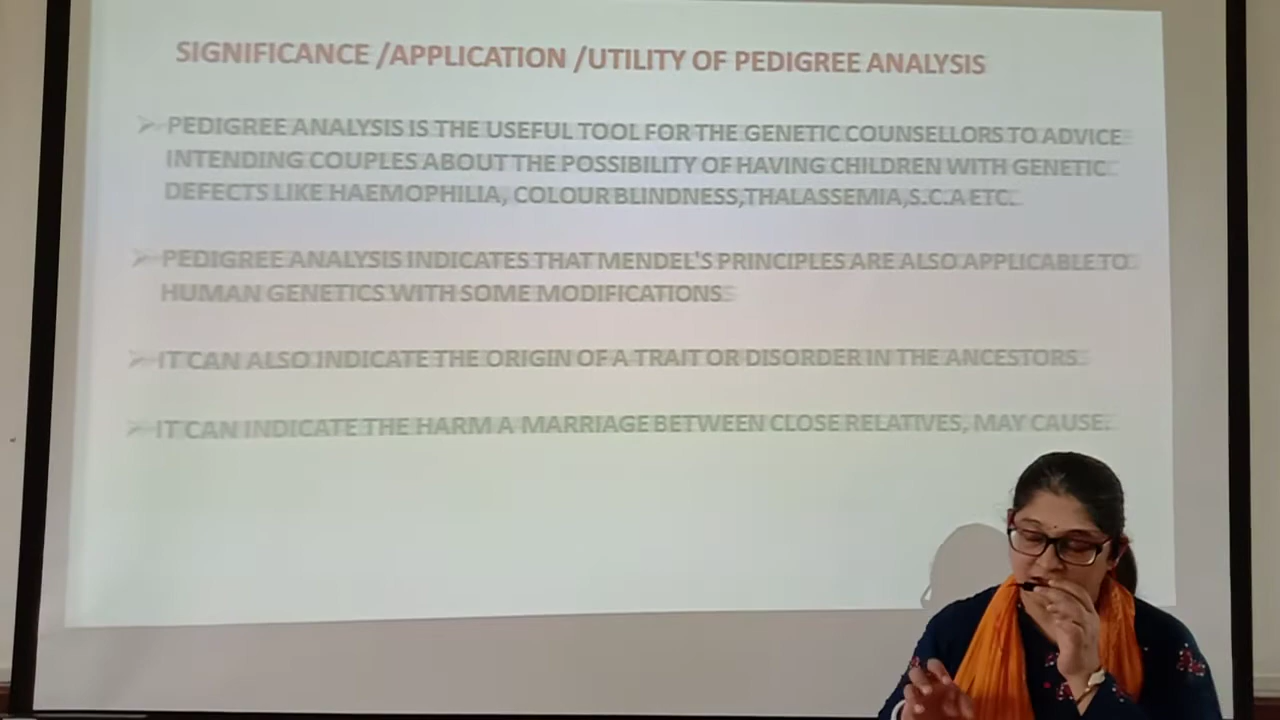 SIGNIFICANCE /APPLICATION /UTILITY OF PEDIGREE ANALYSIS
PEDIGREE ANALYSIS IS THE USEFUL TOOL FOR THE GENETIC COUNSELLORS TO ADVICE
INTENDING COUPLES ABOUT THE POSSIBILITY OF HAVING CHILDREN WITH GENETIC
DEFECTS LIKE HAEMOPHILIA, COLOUR BLINDNESS,THALASSEMIA,S.C.A ETC.
PEDIGREE ANALYSIS INDICATES THAT MENDEL'S PRINCIPLES ARE ALSO APPLICABLE TO
HUMAN GENETICS WITH SOME MODIFICATIONS
IT CAN ALSO INDICATE THE ORIGIN OF A TRAIT OR DISORDER IN THE ANCESTORS.
IT CAN INDICATE THE HARM A MARRIAGE BETWEEN CLOSE RELATIVES, MAY CAUSE.